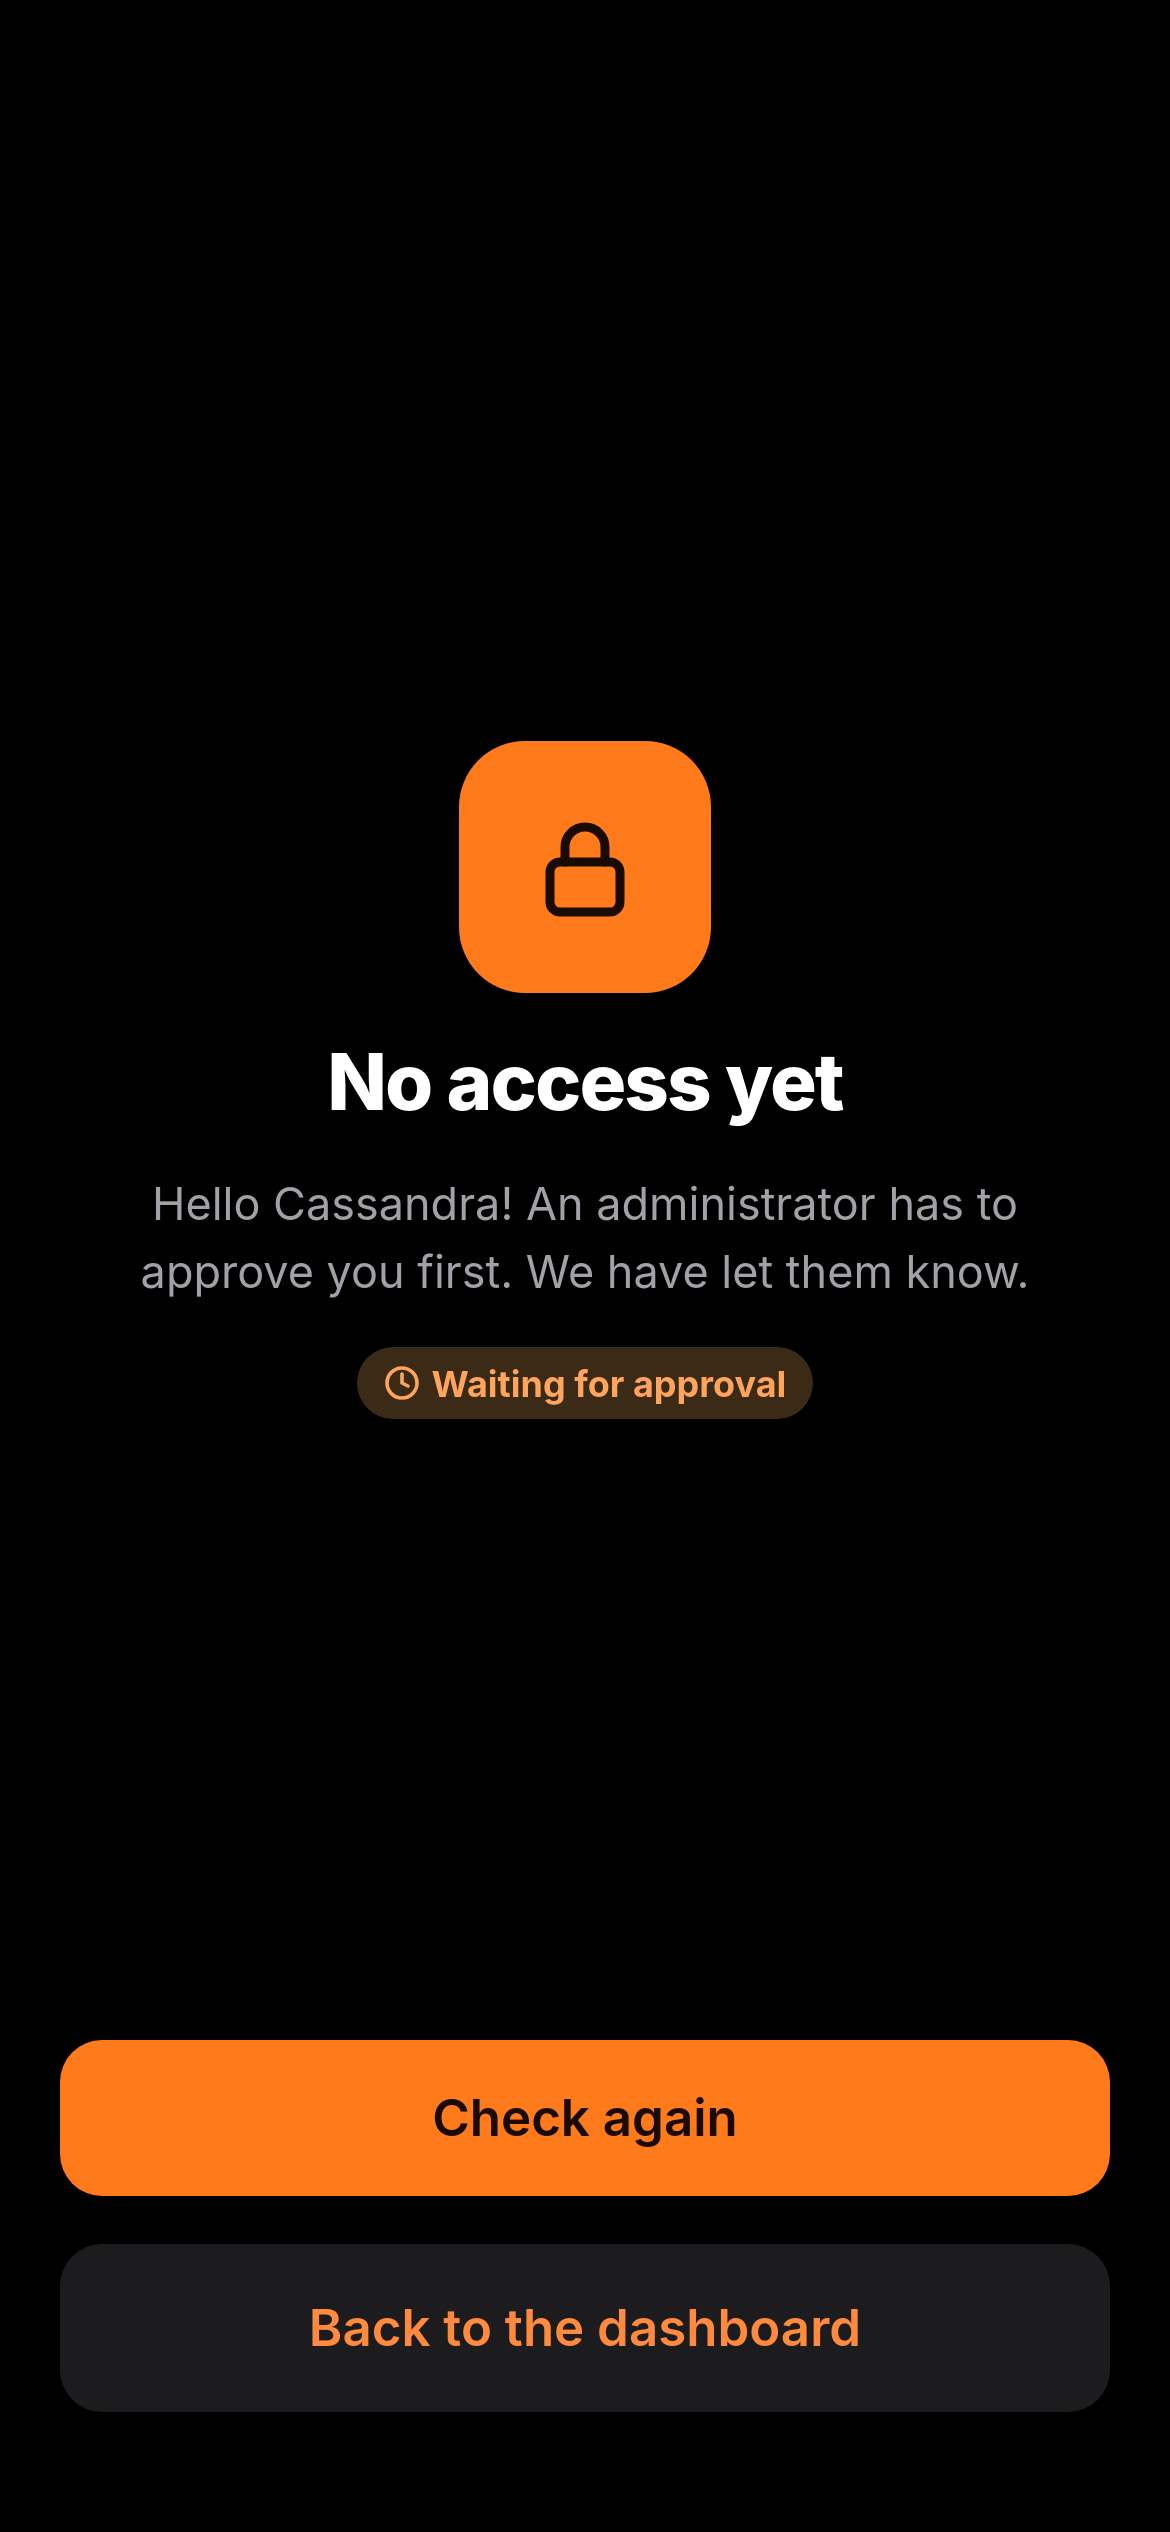 No access yet
Hello Cassandra! An administrator has to
approve you first. We have let them know.
Waiting for approval
Check again
Back to the dashboard